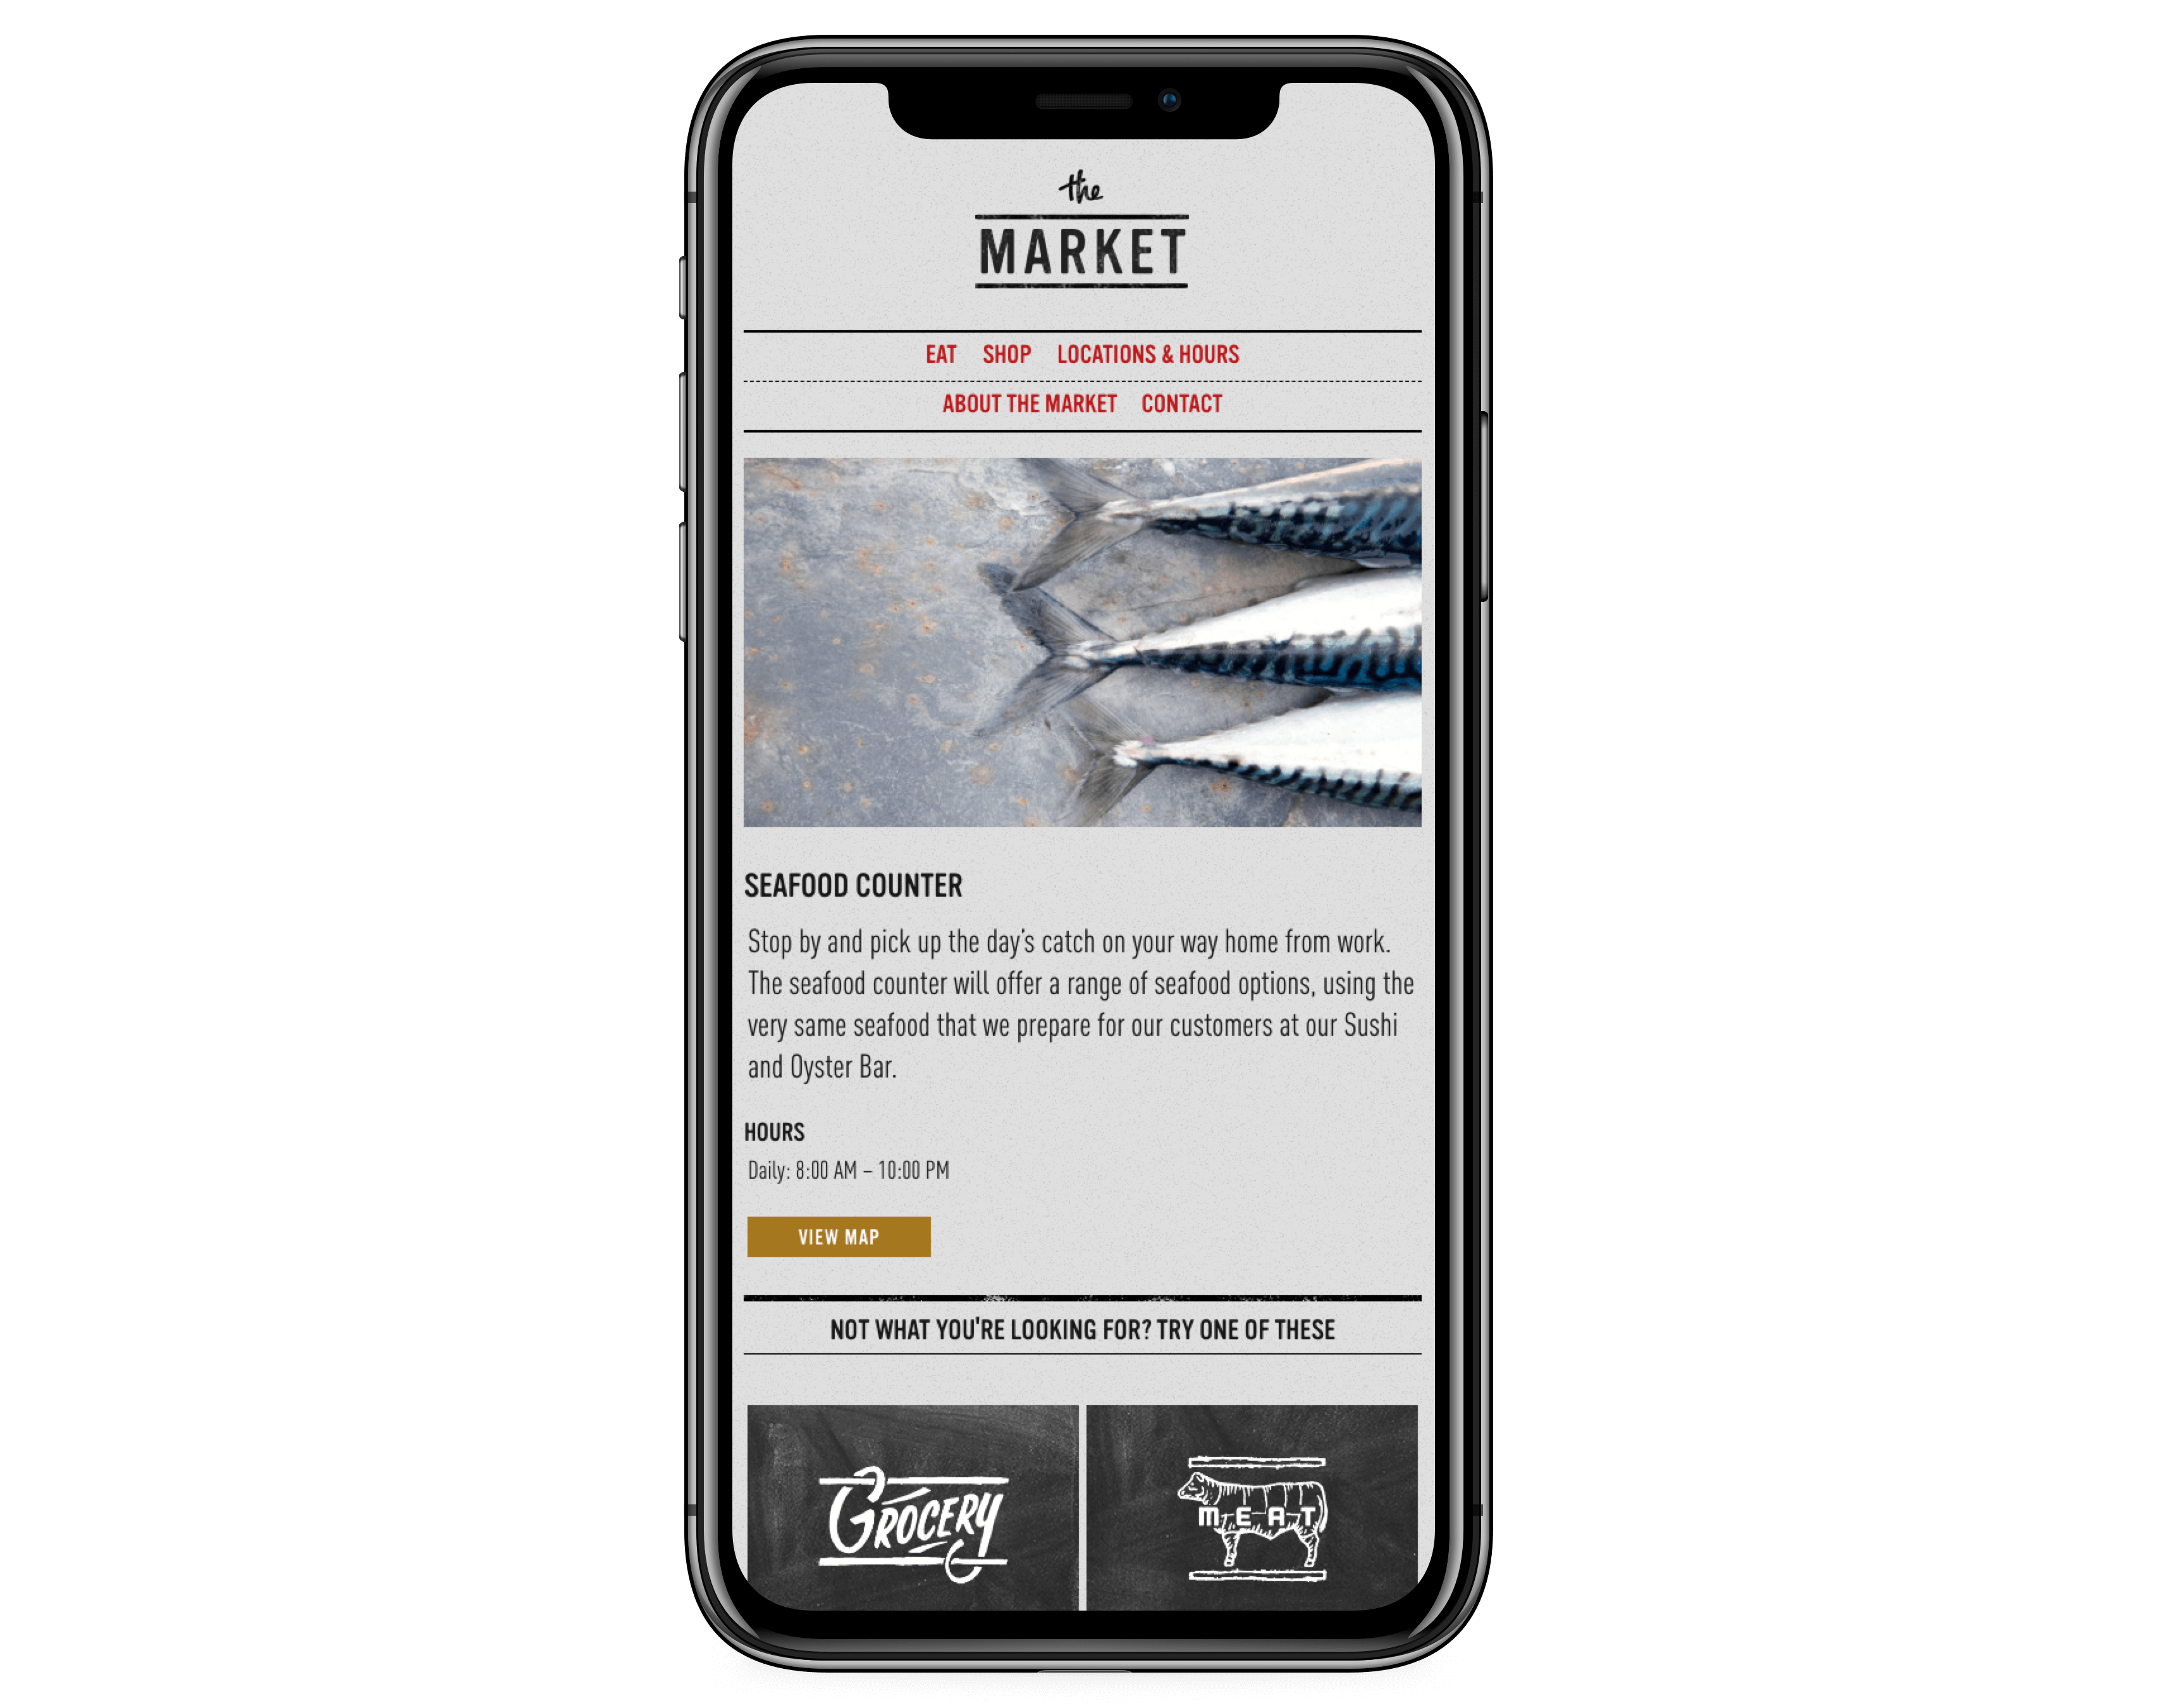 the
MARKET
EAT SHOP LOCATIONS & HOURS
ABOUT THE MARKET CONTACT
SEAFOOD COUNTER
Stop by and pick up the day’s catch on your way home from work.
The seafood counter will offer a range of seafood options, using the
very same seafood that we prepare for our customers at our Sushi
and Oyster Bar.
HOURS
Daily: 8:00 AM – 10:00 PM
VIEW MAP
NOT WHAT YOU'RE LOOKING FOR? TRY ONE OF THESE
GROCERY
MEAT